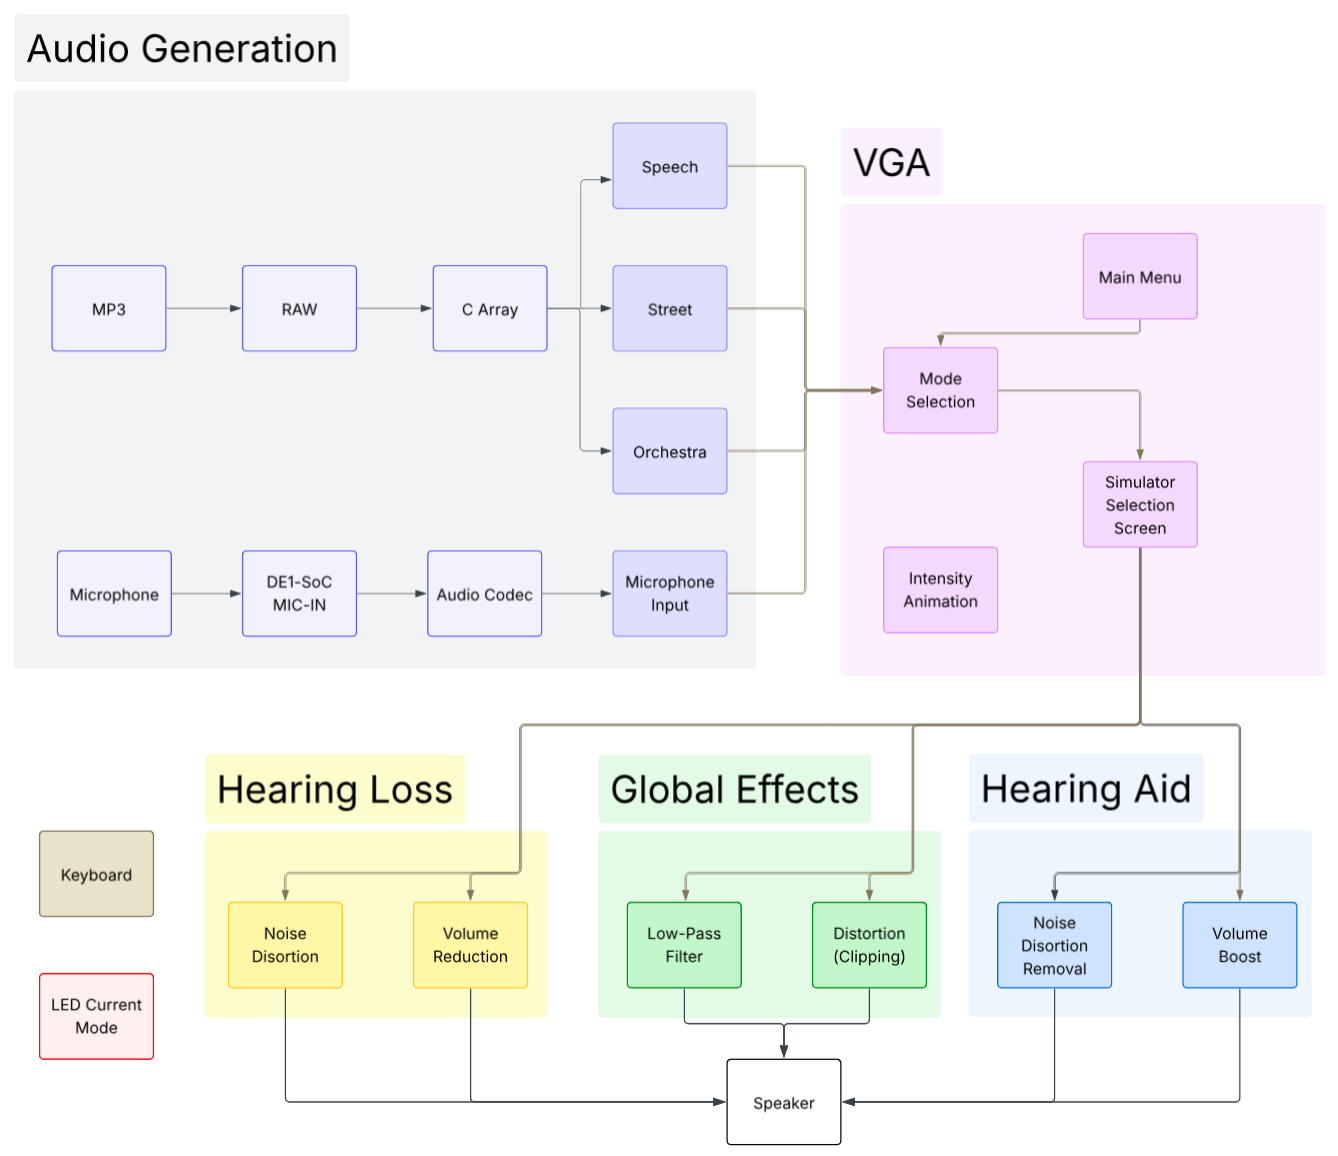 Audio Generation
Speech
MP3
RAW
C Array
Street
Orchestra
Microphone
DE1-SoC
MIC-IN
Audio Codec
Microphone
Input
VGA
Main Menu
Mode
Selection
Simulator
Selection
Screen
Intensity
Animation
Hearing Loss
Global Effects
Hearing Aid
Keyboard
LED Current
Mode
Noise
Disortion
Volume
Reduction
Low-Pass
Filter
Distortion
(Clipping)
Noise
Disortion
Removal
Volume
Boost
Speaker